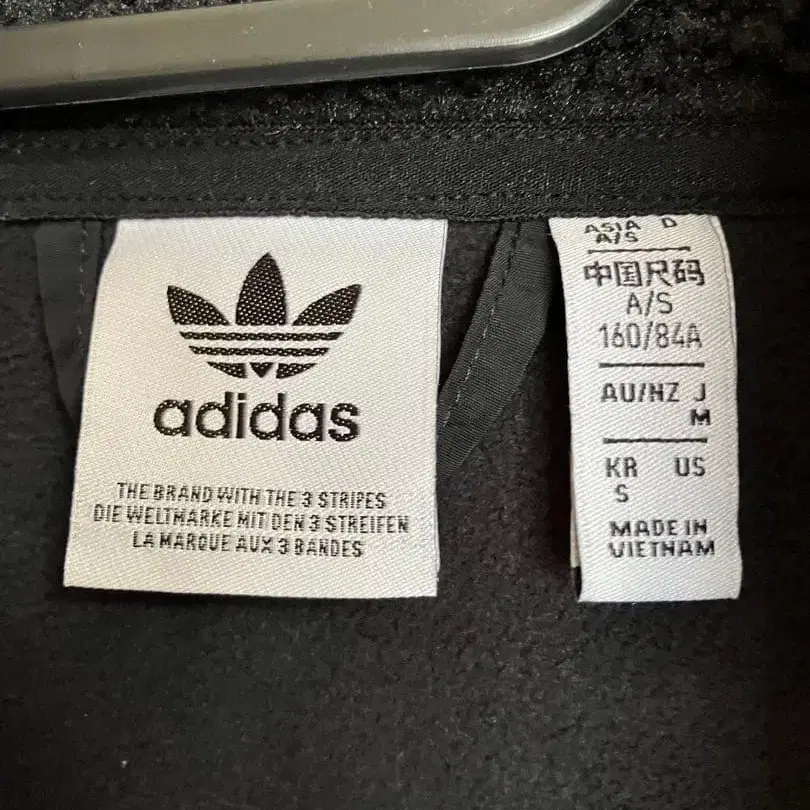 adidas
THE BRAND WITH THE 3 STRIPES
DIE WELTMARKE MIT DEN 3 STREIFEN
LA MARQUE AUX 3 BANDES
ASIA D
A/S
中国尺码
A/S
160/84A
AU/NZ J
M
KR US
S
MADE IN
VIETNAM